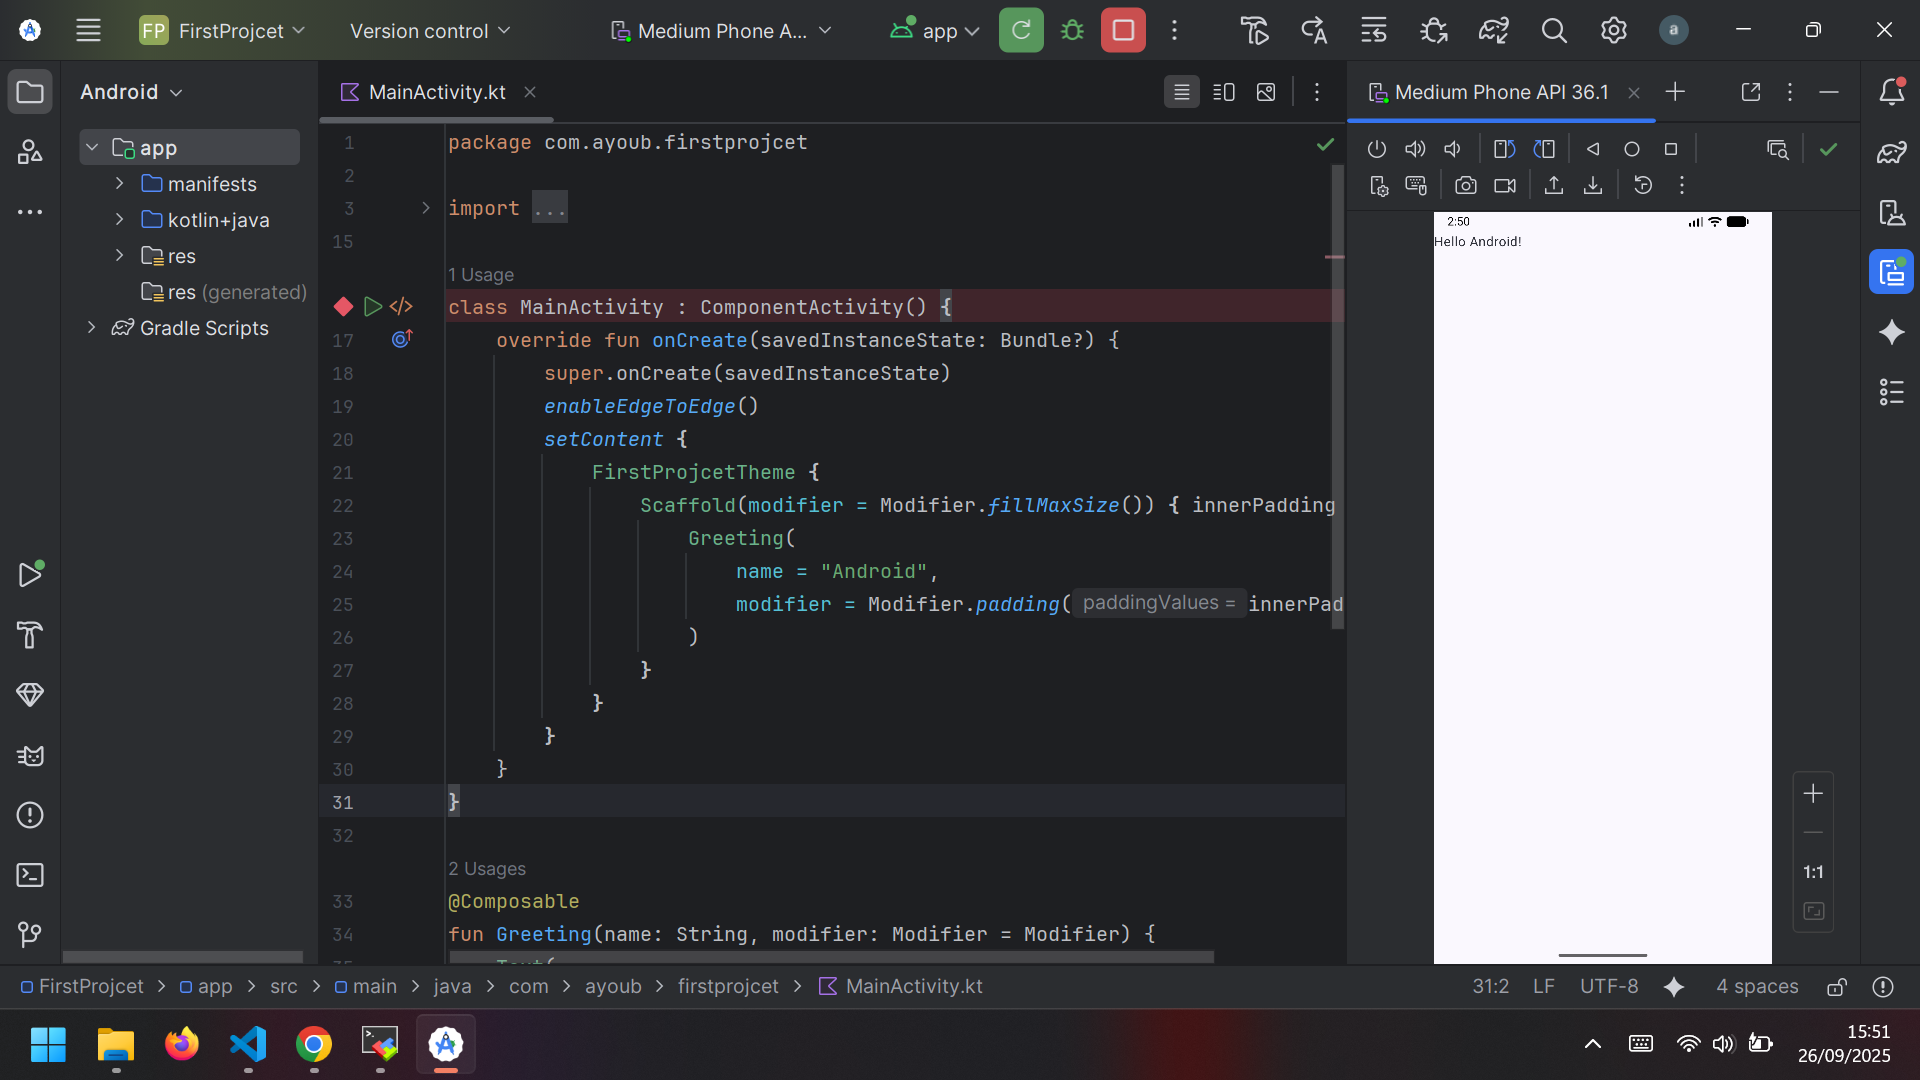 FP FirstProjcet Version control Medium Phone A... app a
Android MainActivity.kt Medium Phone API 36.1
app
manifests
kotlin+java
res
res (generated)
Gradle Scripts
1 package com.ayoub.firstprojcet
2
3 import ...
15
1 Usage
class MainActivity : ComponentActivity() {
17 override fun onCreate(savedInstanceState: Bundle?) {
18 super.onCreate(savedInstanceState)
19 enableEdgeToEdge()
20 setContent {
21 FirstProjcetTheme {
22 Scaffold(modifier = Modifier.fillMaxSize()) { innerPadding
23 Greeting(
24 name = "Android",
25 modifier = Modifier.padding( paddingValues = innerPad
26 )
27 }
28 }
29 }
30 }
31 }
32
2 Usages
33 @Composable
34 fun Greeting(name: String, modifier: Modifier = Modifier) {
35 Text(
2:50
Hello Android!
1:1
FirstProjcet > app > src > main > java > com > ayoub > firstprojcet > MainActivity.kt 31:2 LF UTF-8 4 spaces
15:51
26/09/2025